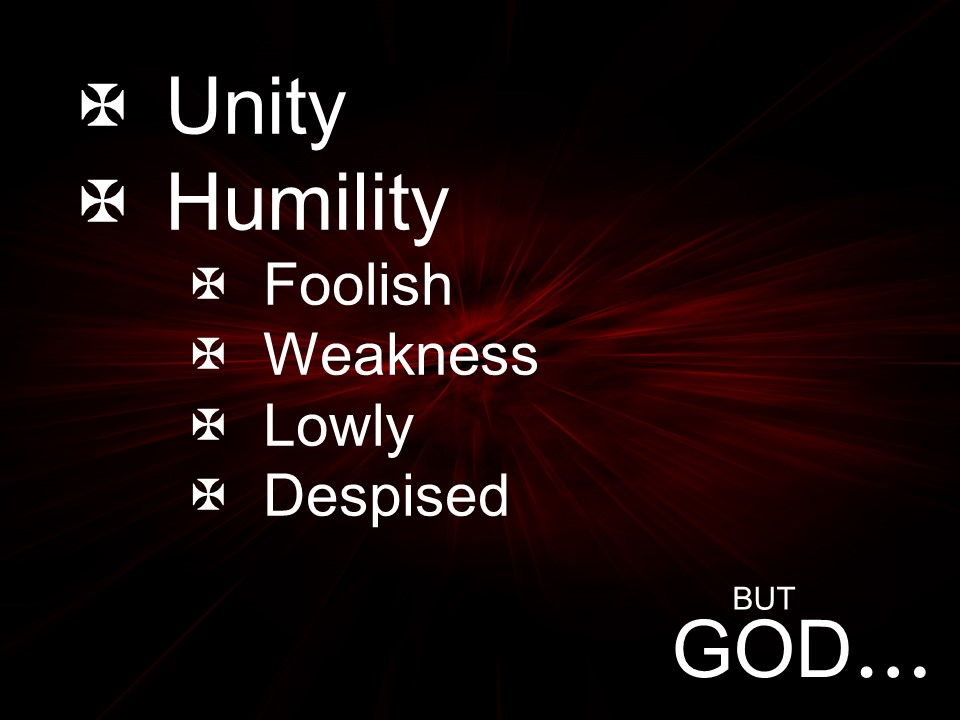 ✠ Unity
✠ Humility
✠ Foolish
✠ Weakness
✠ Lowly
✠ Despised
BUT
GOD…